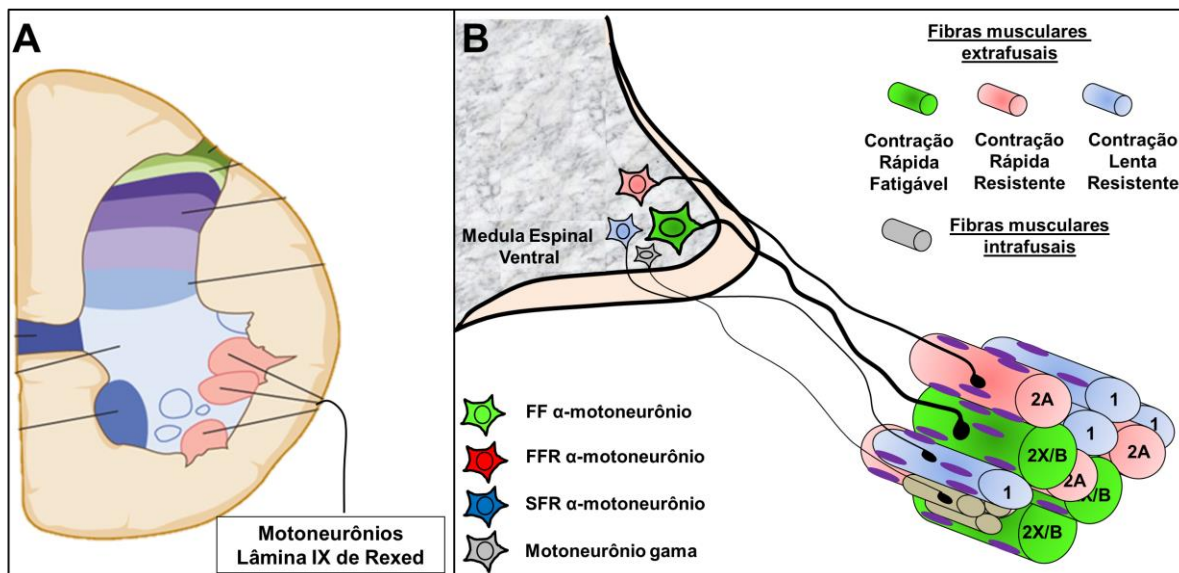 A
Motoneurônios
Lâmina IX de Rexed
B
Medula Espinal
Ventral
Fibras musculares
extrafusais
Contração
Rápida
Fatigável
Contração
Rápida
Resistente
Contração
Lenta
Resistente
Fibras musculares
intrafusais
FF α-motoneurônio
FFR α-motoneurônio
SFR α-motoneurônio
Motoneurônio gama
2A
1
1
1
2X/B
2A
2A
X/B
1
2X/B